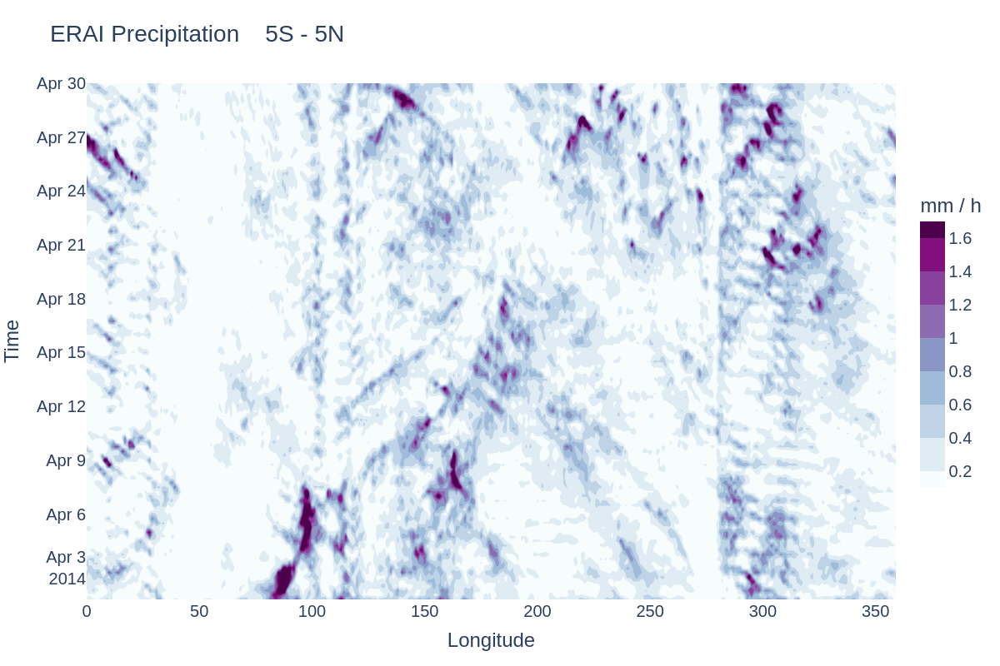 ERAI Precipitation    5S - 5N
Apr 30
Apr 27
Apr 24
Apr 21
Apr 18
Apr 15
Apr 12
Apr 9
Apr 6
Apr 3
2014
Time
0 50 100 150 200 250 300 350
Longitude
mm / h
1.6
1.4
1.2
1
0.8
0.6
0.4
0.2